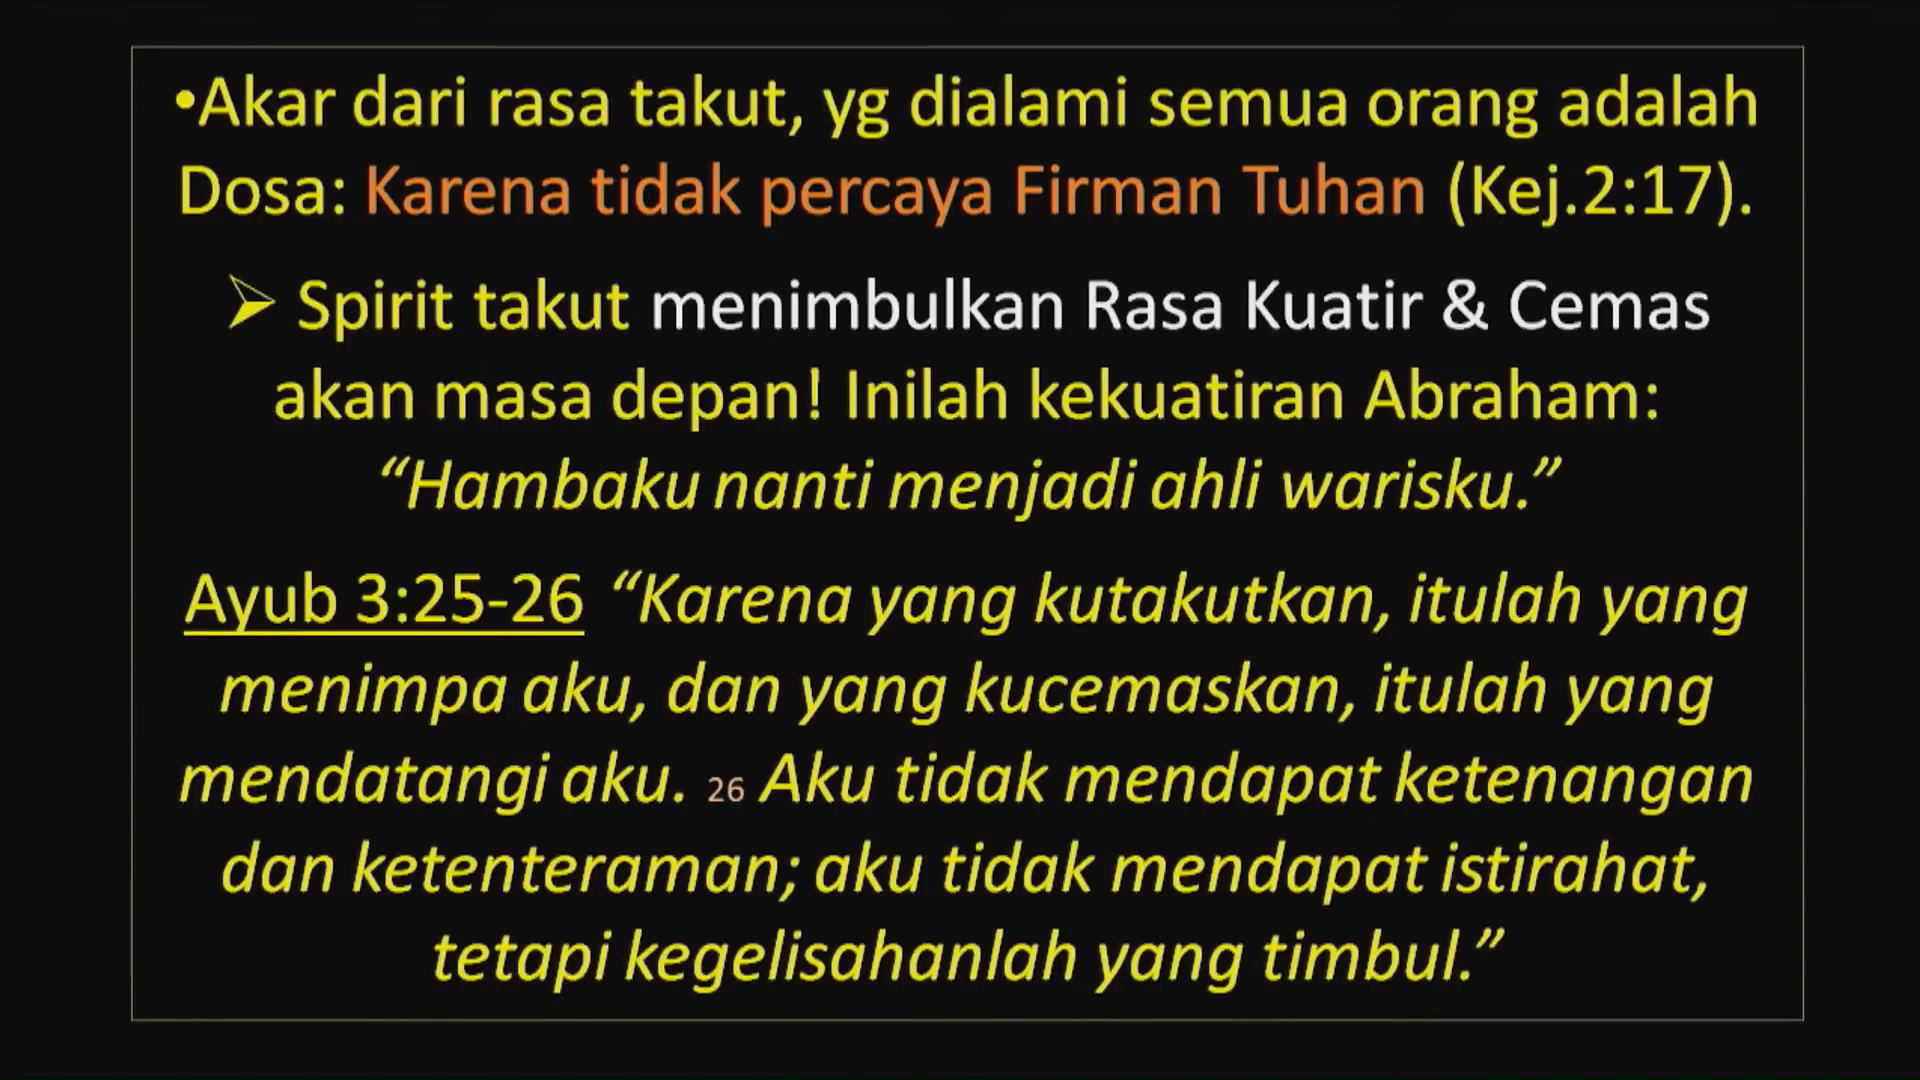 •Akar dari rasa takut, yg dialami semua orang adalah
Dosa: Karena tidak percaya Firman Tuhan (Kej.2:17).
➢ Spirit takut menimbulkan Rasa Kuatir & Cemas
akan masa depan! Inilah kekuatiran Abraham:
“Hambaku nanti menjadi ahli warisku.”
Ayub 3:25-26 “Karena yang kutakutkan, itulah yang
menimpa aku, dan yang kucemaskan, itulah yang
mendatangi aku. 26 Aku tidak mendapat ketenangan
dan ketenteraman; aku tidak mendapat istirahat,
tetapi kegelisahanlah yang timbul.”